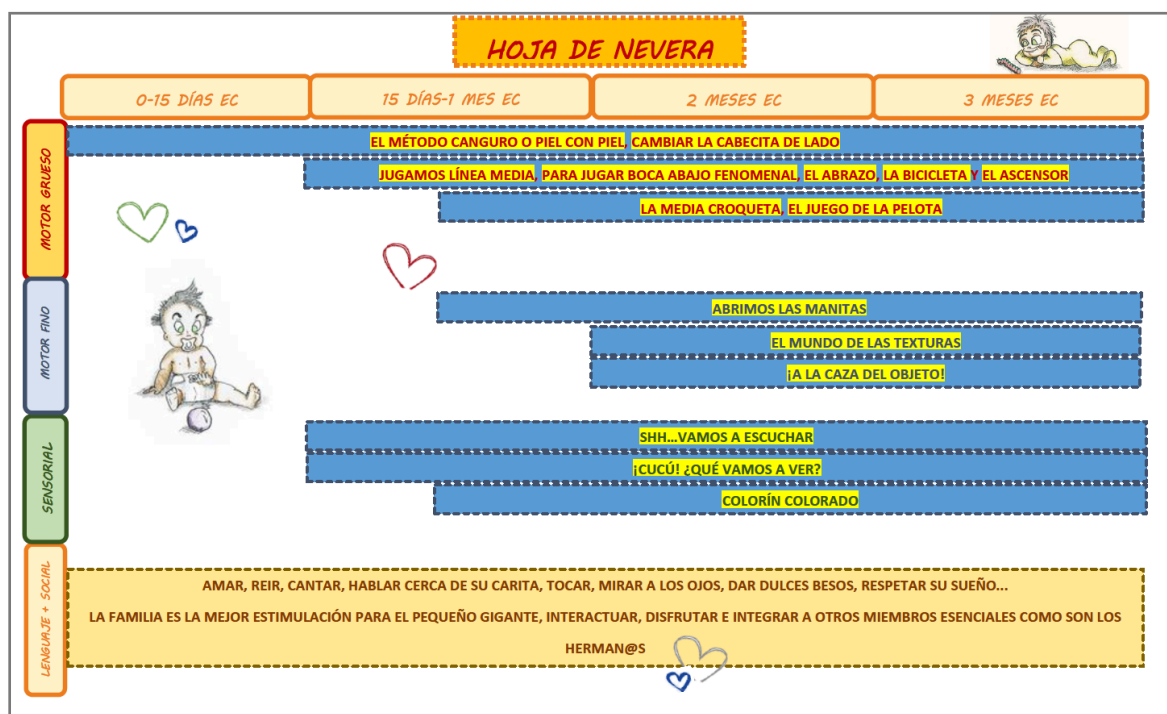 HOJA DE NEVERA
0-15 DÍAS EC
15 DÍAS-1 MES EC
2 MESES EC
3 MESES EC
MOTOR GRUESO
EL MÉTODO CANGURO O PIEL CON PIEL, CAMBIAR LA CABECITA DE LADO
JUGAMOS LÍNEA MEDIA, PARA JUGAR BOCA ABAJO FENOMENAL, EL ABRAZO, LA BICICLETA Y EL ASCENSOR
LA MEDIA CROQUETA, EL JUEGO DE LA PELOTA
MOTOR FINO
ABRIMOS LAS MANITAS
EL MUNDO DE LAS TEXTURAS
¡A LA CAZA DEL OBJETO!
SENSORIAL
SHH...VAMOS A ESCUCHAR
¡CUCÚ! ¿QUÉ VAMOS A VER?
COLORÍN COLORADO
LENGUAJE + SOCIAL
AMAR, REIR, CANTAR, HABLAR CERCA DE SU CARITA, TOCAR, MIRAR A LOS OJOS, DAR DULCES BESOS, RESPETAR SU SUEÑO...
LA FAMILIA ES LA MEJOR ESTIMULACIÓN PARA EL PEQUEÑO GIGANTE, INTERACTUAR, DISFRUTAR E INTEGRAR A OTROS MIEMBROS ESENCIALES COMO SON LOS
HERMAN@S